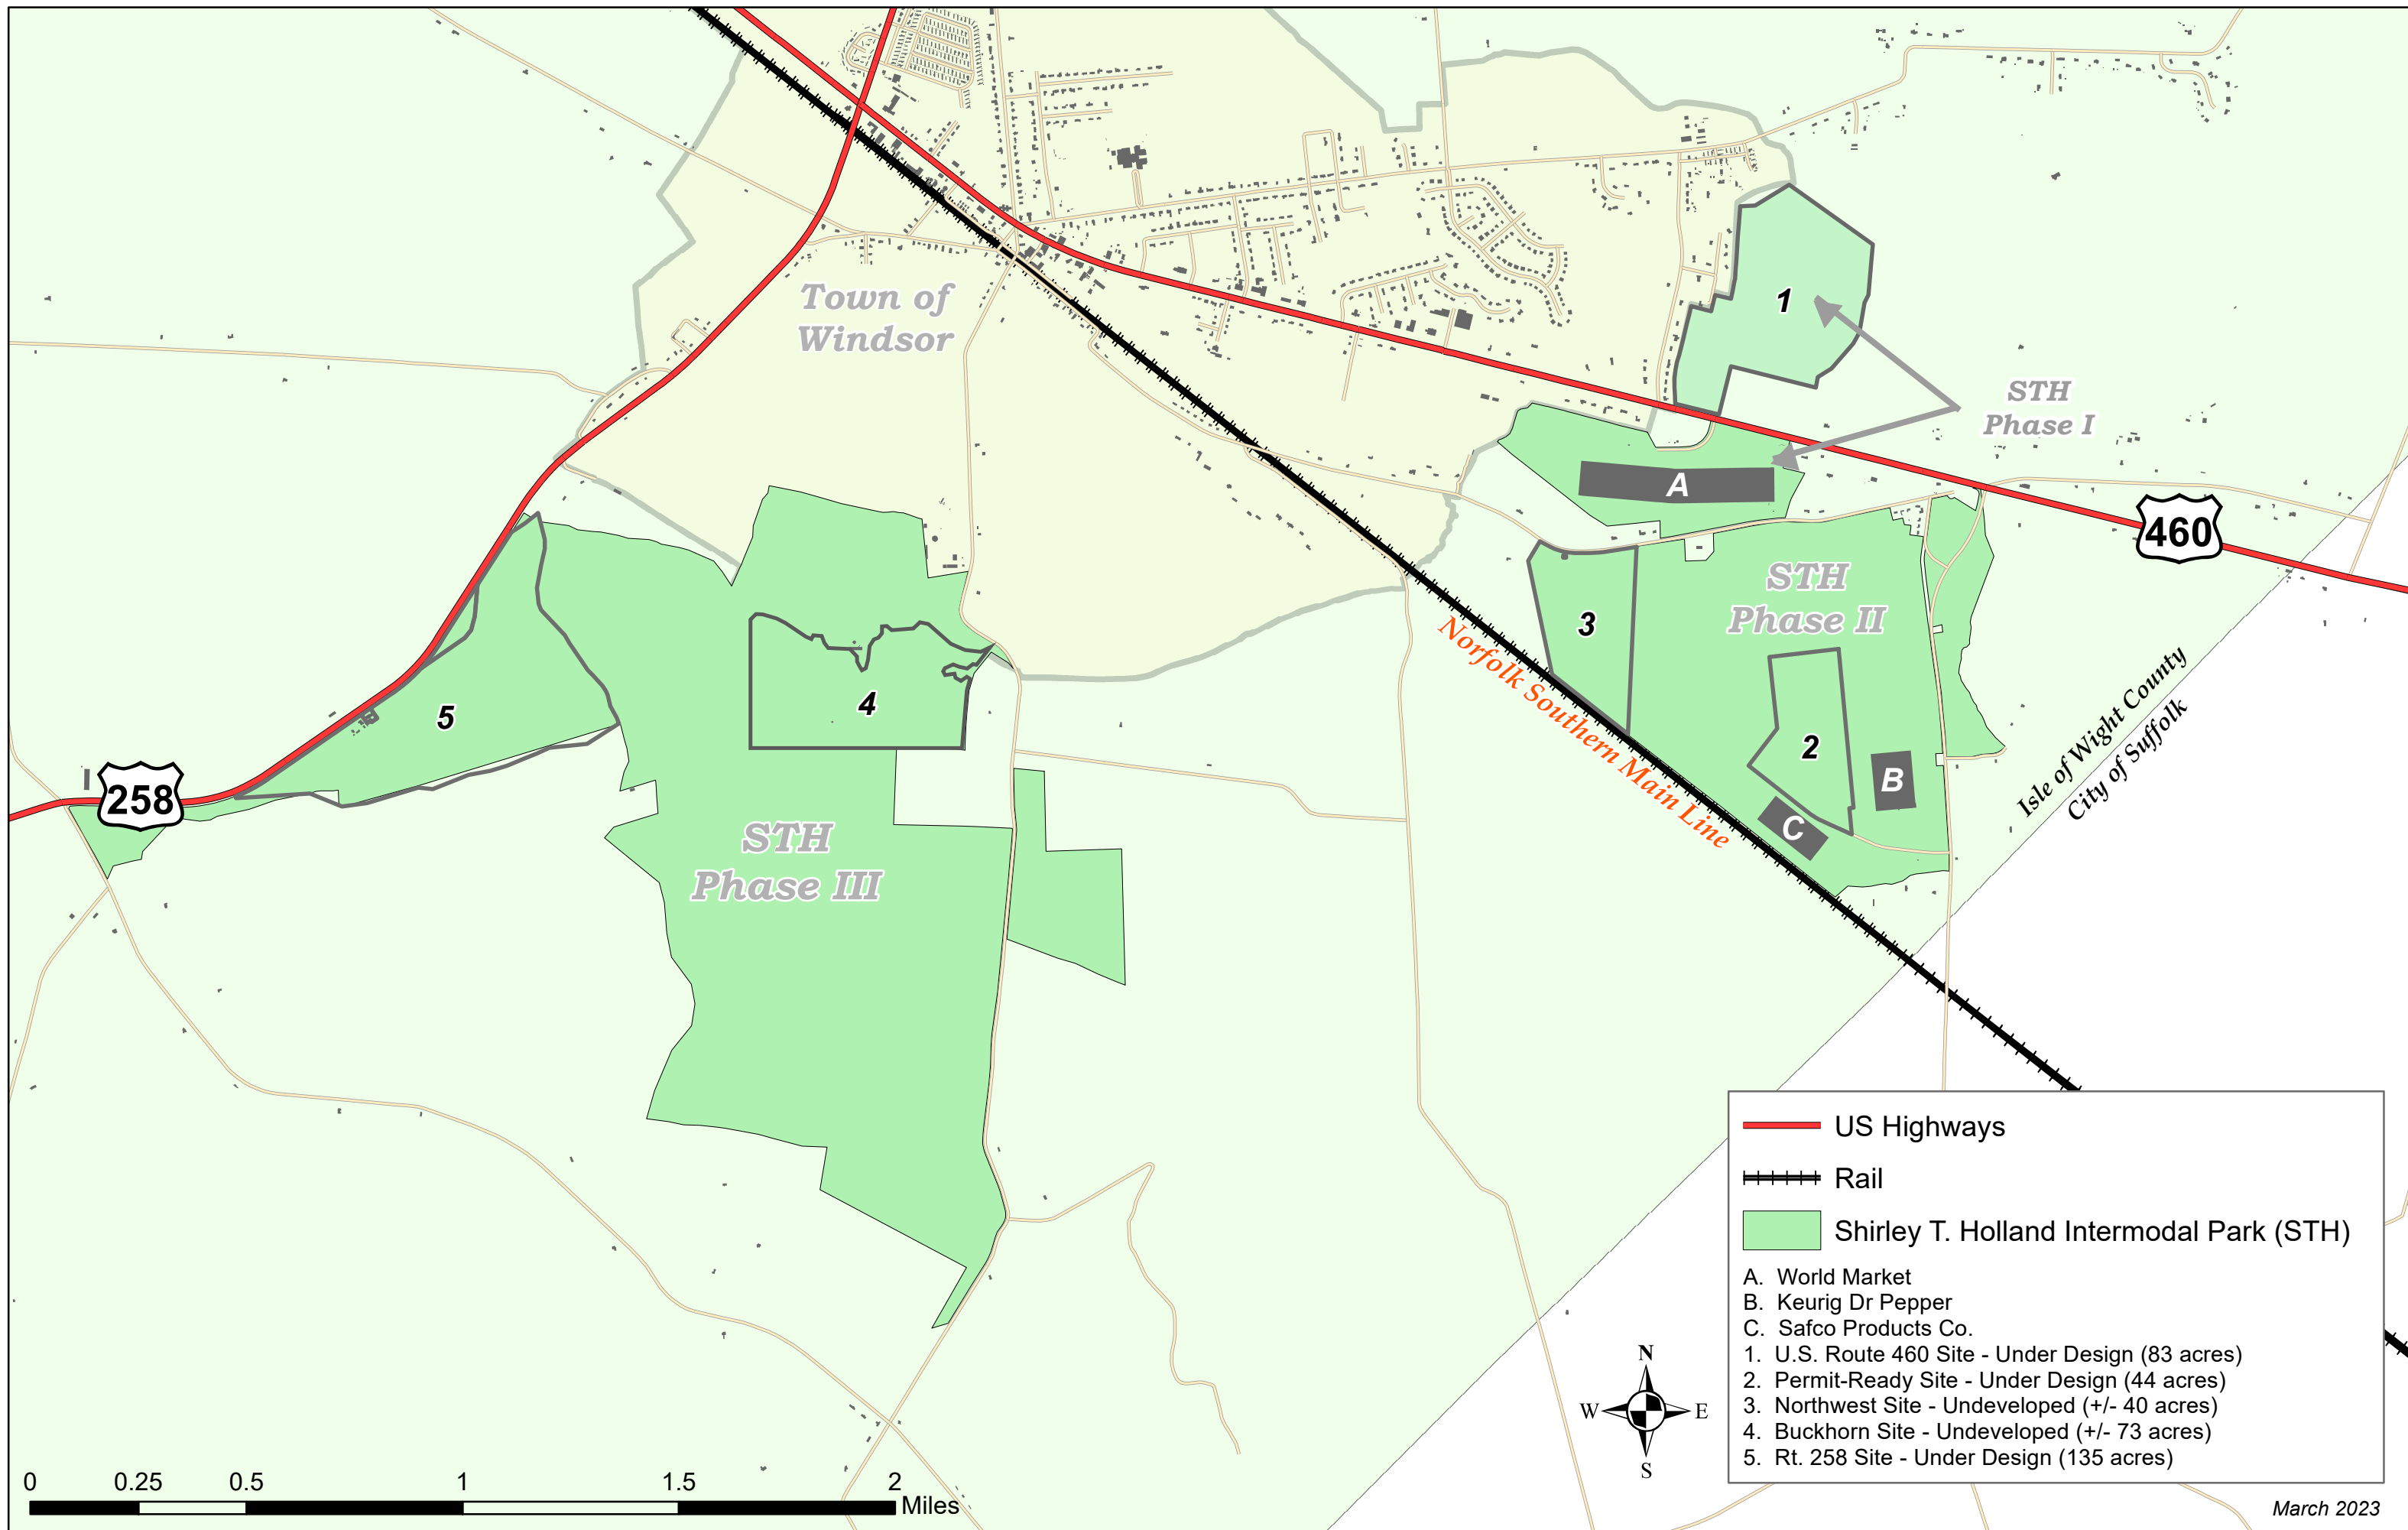 Town of
Windsor
1
STH
Phase I
A
460
STH
Phase II
3
2
B
C
Norfolk Southern Main Line
Isle of Wight County
City of Suffolk
5
4
258
STH
Phase III
US Highways
Rail
Shirley T. Holland Intermodal Park (STH)
A. World Market
B. Keurig Dr Pepper
C. Safco Products Co.
1. U.S. Route 460 Site - Under Design (83 acres)
2. Permit-Ready Site - Under Design (44 acres)
3. Northwest Site - Undeveloped (+/- 40 acres)
4. Buckhorn Site - Undeveloped (+/- 73 acres)
5. Rt. 258 Site - Under Design (135 acres)
N
W E
S
0 0.25 0.5 1 1.5 2
Miles
March 2023